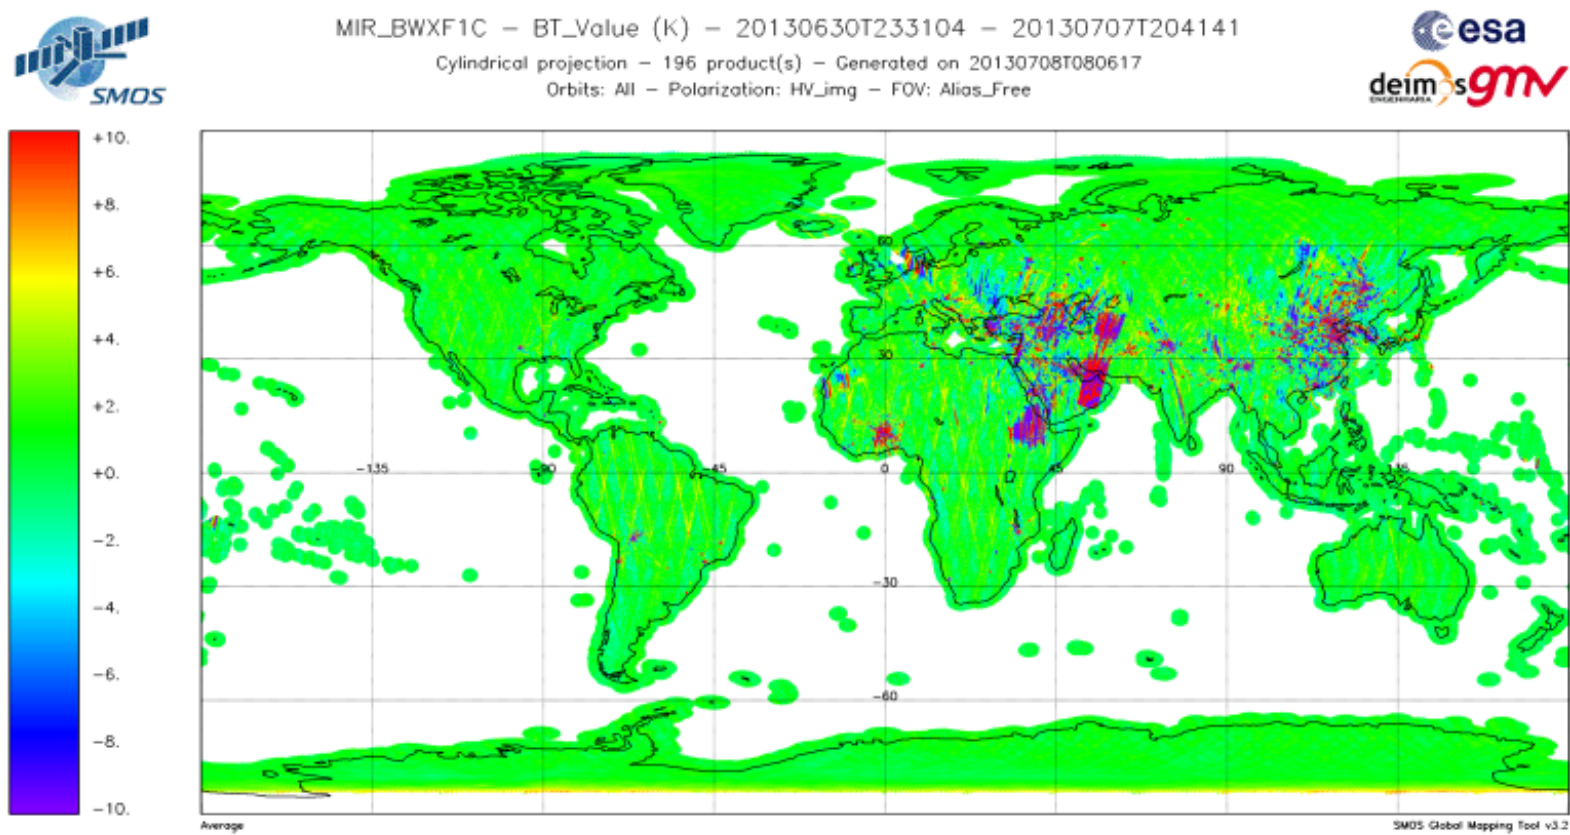 MIR_BWXF1C – BT_Value (K) – 20130630T233104 – 20130707T204141
Cylindrical projection – 196 product(s) – Generated on 20130708T080617
Orbits: All – Polarization: HV_img – FOV: Alias_Free
SMOS
esa
deimos
ENGENHARIA
gmv
+10.
+8.
+6.
+4.
+2.
+0.
-2.
-4.
-6.
-8.
-10.
60
30
-135
-90
-45
0
45
90
135
-30
-60
Average
SMOS Global Mapping Tool v3.2